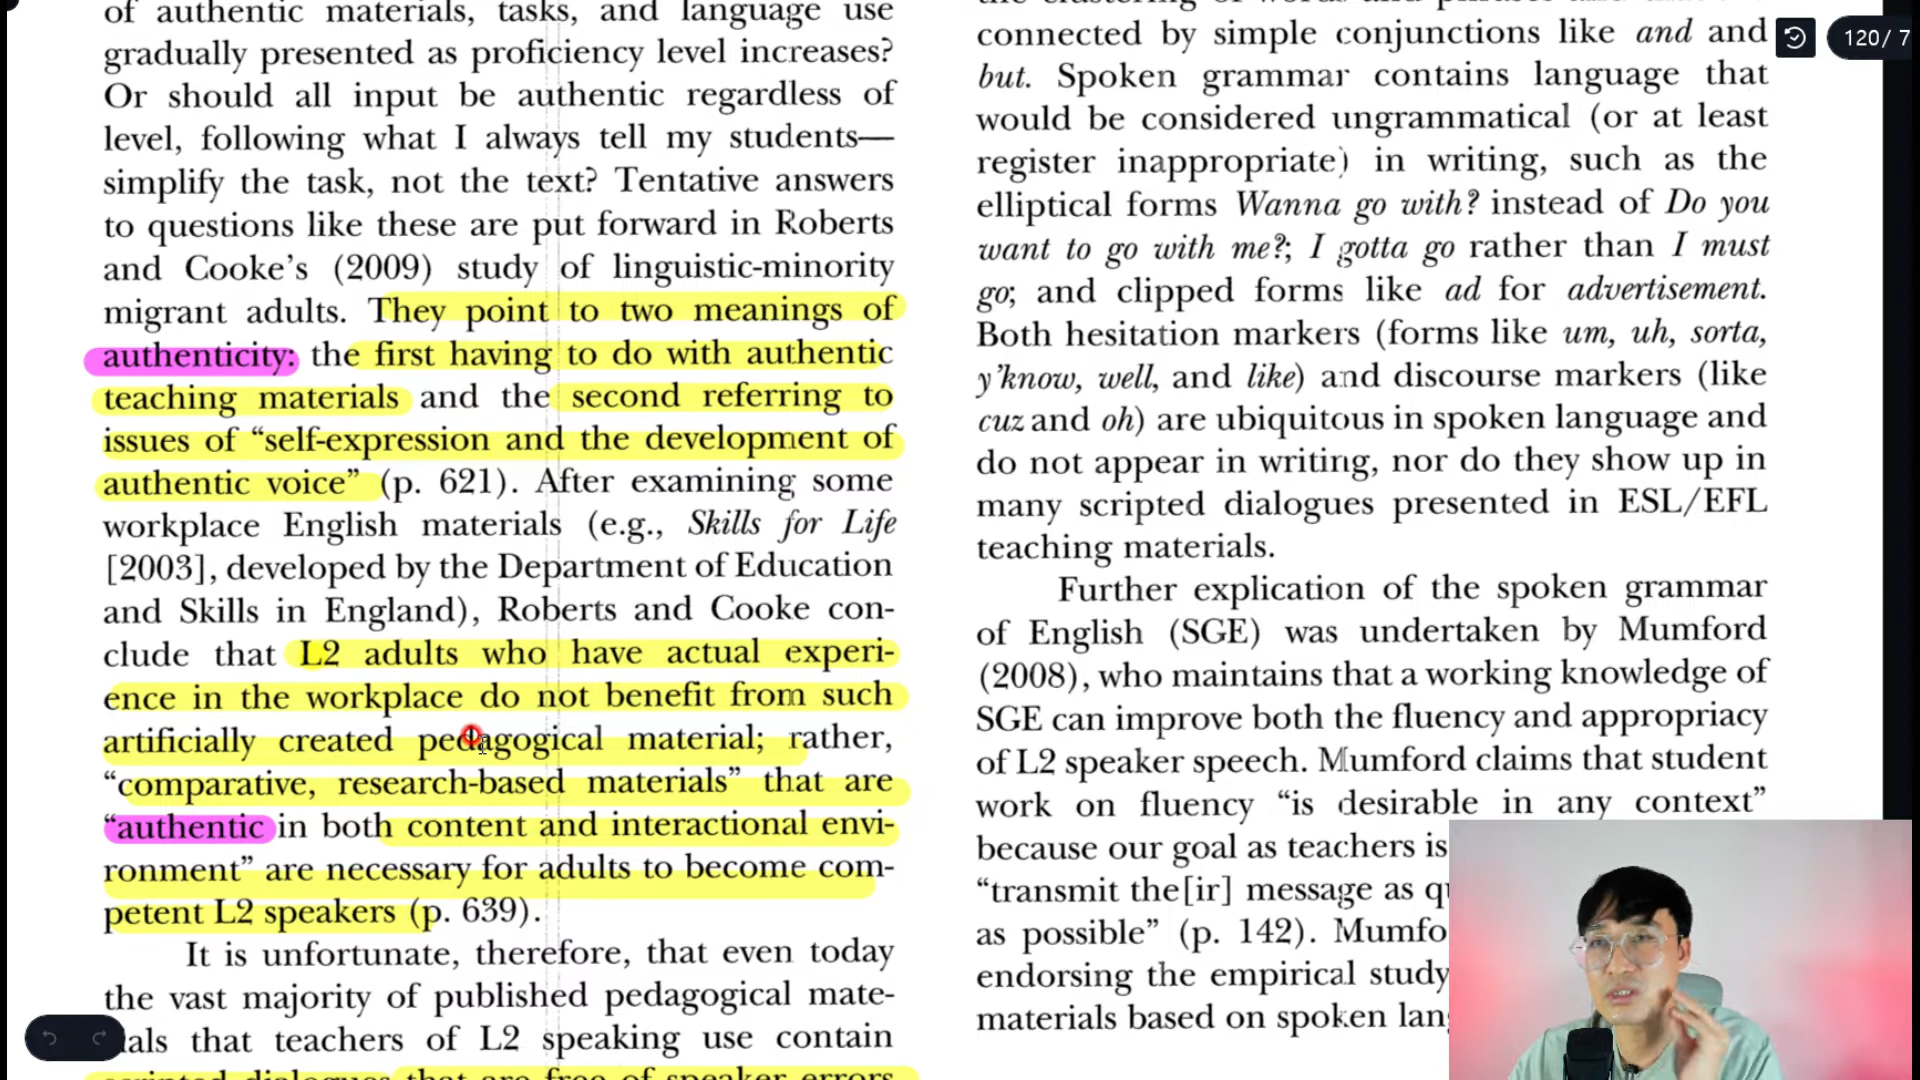 of authentic materials, tasks, and language use
gradually presented as proficiency level increases?
Or should all input be authentic regardless of
level, following what I always tell my students—
simplify the task, not the text? Tentative answers
to questions like these are put forward in Roberts
and Cooke's (2009) study of linguistic-minority
migrant adults. They point to two meanings of
authenticity: the first having to do with authentic
teaching materials and the second referring to
issues of “self-expression and the development of
authentic voice” (p. 621). After examining some
workplace English materials (e.g., Skills for Life
[2003], developed by the Department of Education
and Skills in England), Roberts and Cooke con-
clude that L2 adults who have actual experi-
ence in the workplace do not benefit from such
artificially created pedagogical material; rather,
“comparative, research-based materials” that are
“authentic in both content and interactional envi-
ronment” are necessary for adults to become com-
petent L2 speakers (p. 639).
It is unfortunate, therefore, that even today
the vast majority of published pedagogical mate-
ials that teachers of L2 speaking use contain
scripted dialogues that are free of speaker errors
connected by simple conjunctions like and and
but. Spoken grammar contains language that
would be considered ungrammatical (or at least
register inappropriate) in writing, such as the
elliptical forms Wanna go with? instead of Do you
want to go with me?; I gotta go rather than I must
go; and clipped forms like ad for advertisement.
Both hesitation markers (forms like um, uh, sorta,
y'know, well, and like) and discourse markers (like
cuz and oh) are ubiquitous in spoken language and
do not appear in writing, nor do they show up in
many scripted dialogues presented in ESL/EFL
teaching materials.
Further explication of the spoken grammar
of English (SGE) was undertaken by Mumford
(2008), who maintains that a working knowledge of
SGE can improve both the fluency and appropriacy
of L2 speaker speech. Mumford claims that student
work on fluency “is desirable in any context”
because our goal as teachers is
“transmit the[ir] message as q
as possible” (p. 142). Mumfo
endorsing the empirical study
materials based on spoken lan
120/ 7